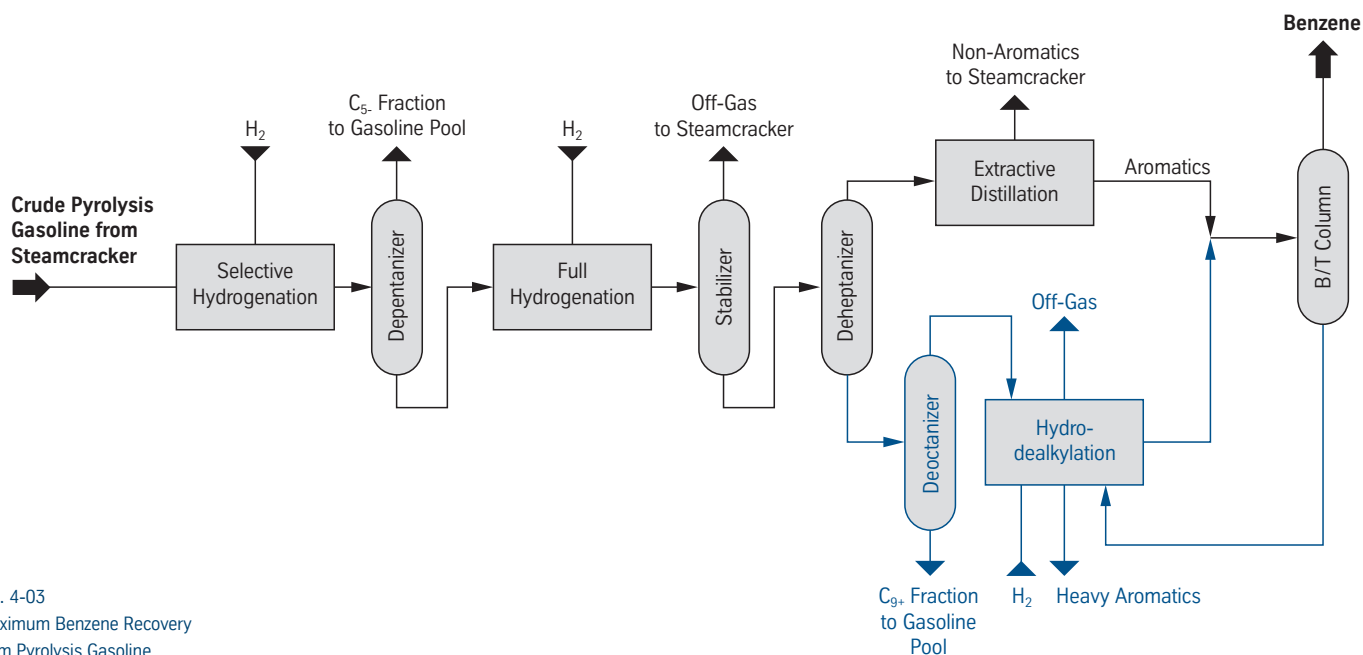 Benzene
Non-Aromatics
to Steamcracker
C5- Fraction
to Gasoline Pool
Off-Gas
to Steamcracker
H2
H2
Extractive
Distillation
Aromatics
Crude Pyrolysis
Gasoline from
Steamcracker
Selective
Hydrogenation
Depentanizer
Full
Hydrogenation
Stabilizer
Deheptanizer
B/T Column
Off-Gas
Deoctanizer
Hydro-
dealkylation
C9+ Fraction
to Gasoline
Pool
H2
Heavy Aromatics
. 4-03
ximum Benzene Recovery
m Pyrolysis Gasoline